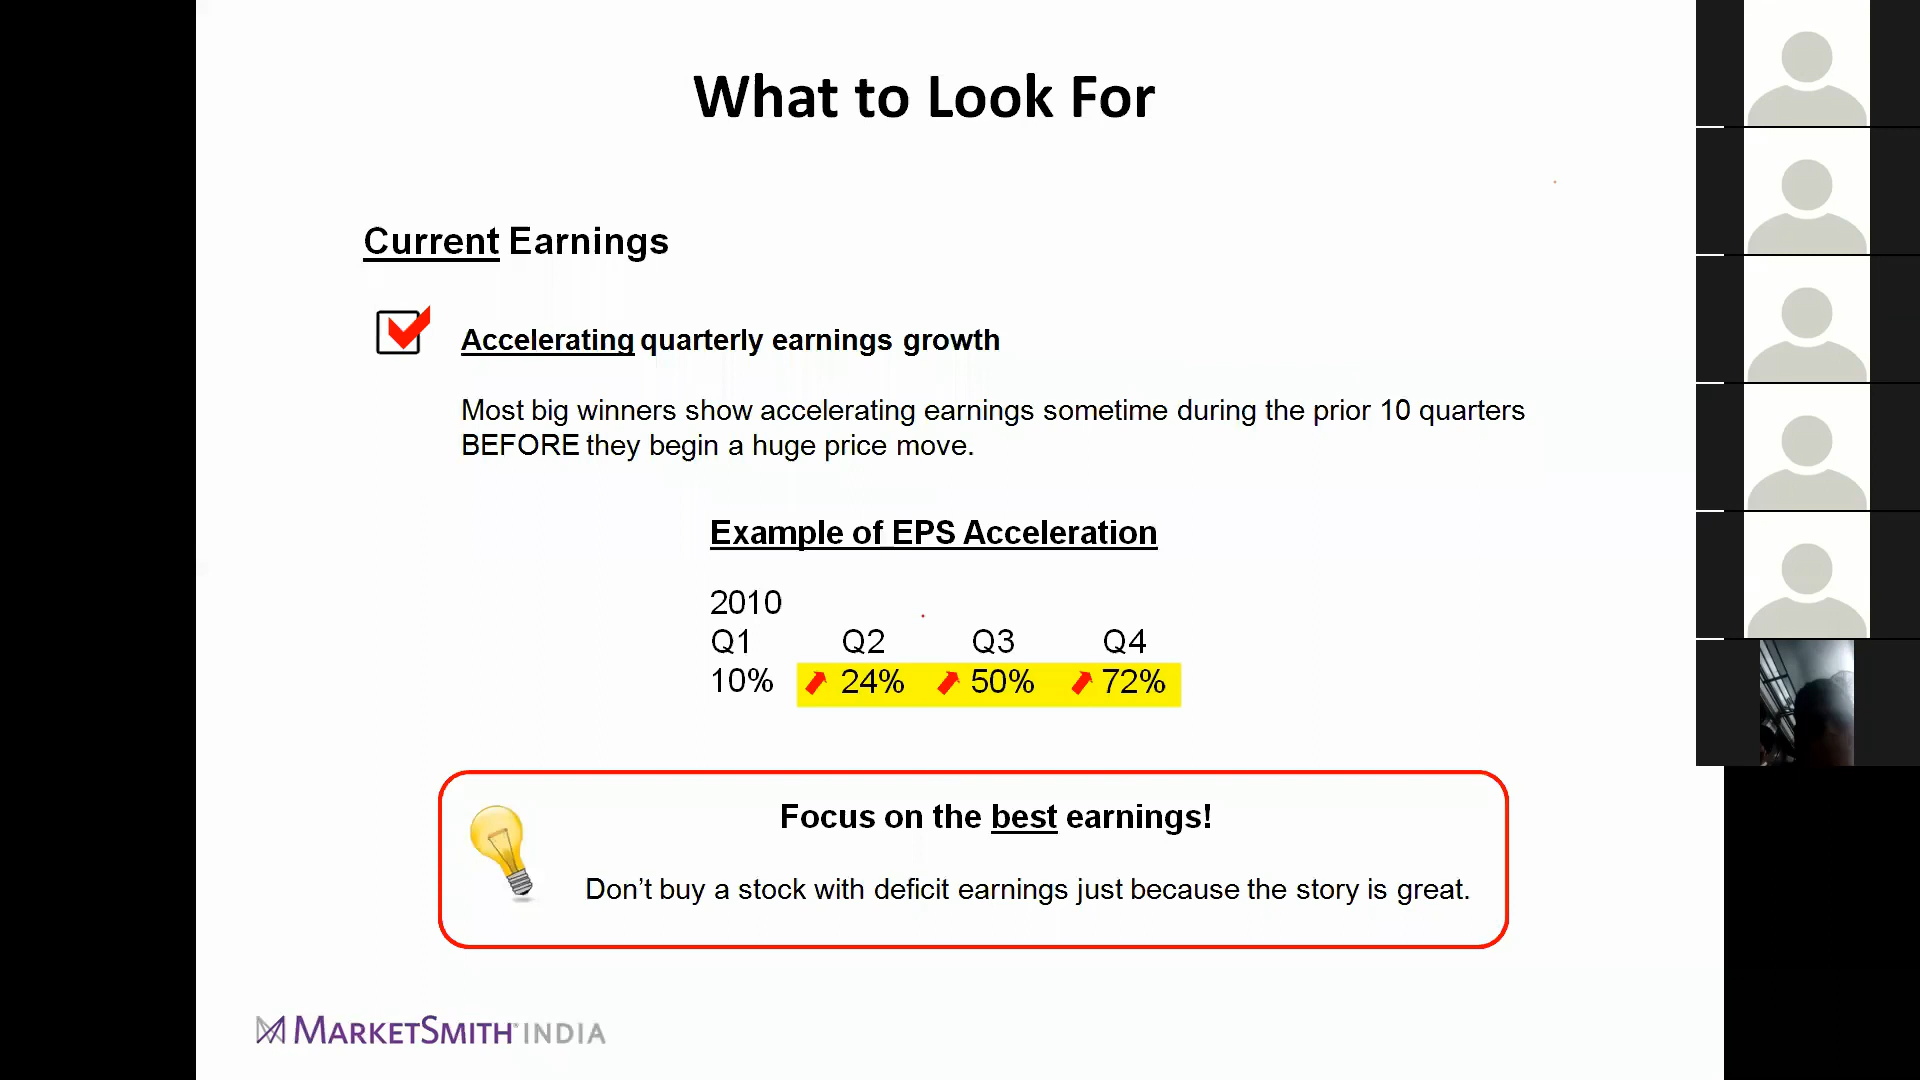 What to Look For
Current Earnings
Accelerating quarterly earnings growth
Most big winners show accelerating earnings sometime during the prior 10 quarters
BEFORE they begin a huge price move.
Example of EPS Acceleration
2010
Q1 Q2 Q3 Q4
10% 24% 50% 72%
Focus on the best earnings!
Don’t buy a stock with deficit earnings just because the story is great.
MARKETSMITH INDIA